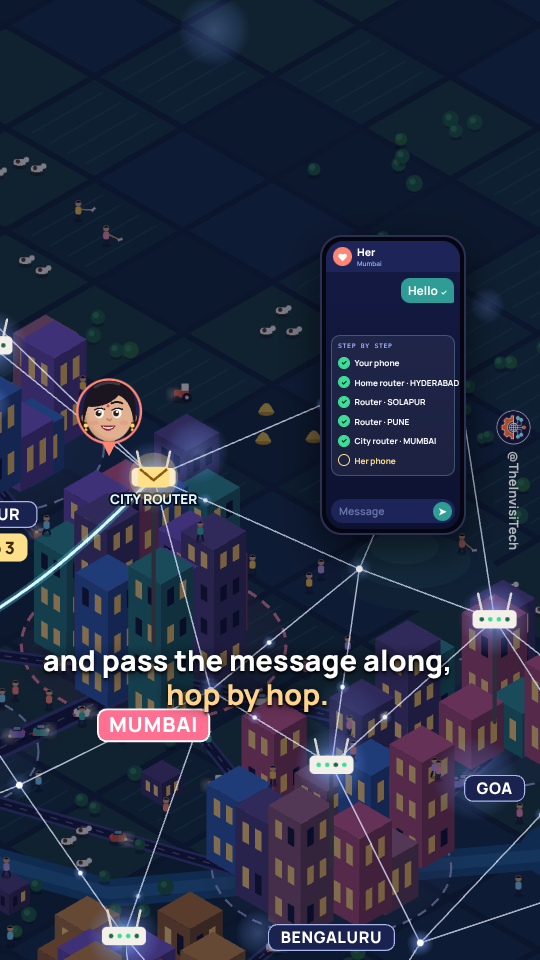 Her
Mumbai
Hello
STEP BY STEP
Your phone
Home router · HYDERABAD
Router · SOLAPUR
Router · PUNE
City router · MUMBAI
Her phone
Message
@TheInvisiTech
CITY ROUTER
UR
3
and pass the message along,
hop by hop.
MUMBAI
GOA
BENGALURU